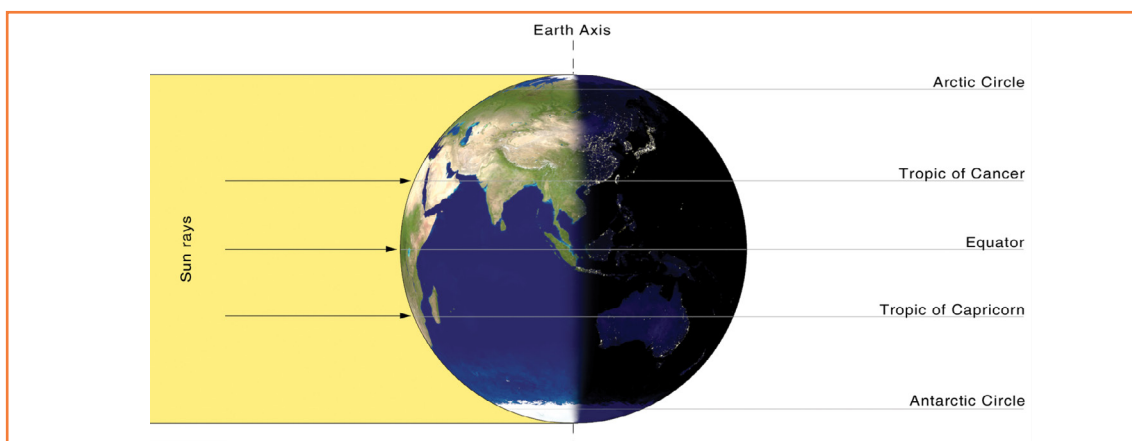 Earth Axis
Arctic Circle
Tropic of Cancer
Sun rays
Equator
Tropic of Capricorn
Antarctic Circle